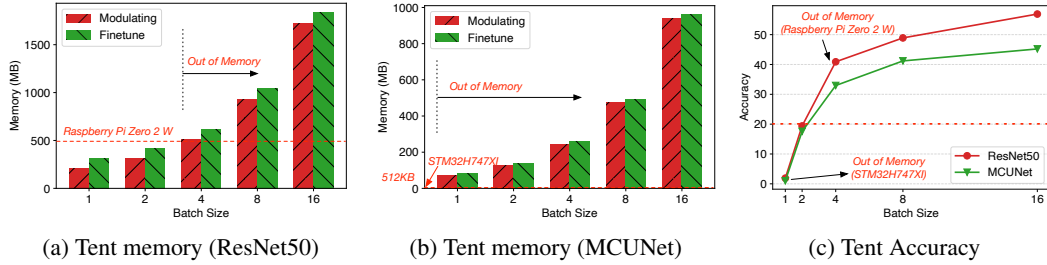 Memory (MB)
1500
1000
500
0
Modulating
Finetune
Out of Memory
Raspberry Pi Zero 2 W
1 2 4 8 16
Batch Size
(a) Tent memory (ResNet50)
Memory (MB)
1000
800
600
400
200
0
Modulating
Finetune
Out of Memory
STM32H747XI
512KB
1 2 4 8 16
Batch Size
(b) Tent memory (MCUNet)
Accuracy
50
40
30
20
10
0
Out of Memory
(Raspberry Pi Zero 2 W)
Out of Memory
(STM32H747XI)
ResNet50
MCUNet
1 2 4 8 16
Batch Size
(c) Tent Accuracy